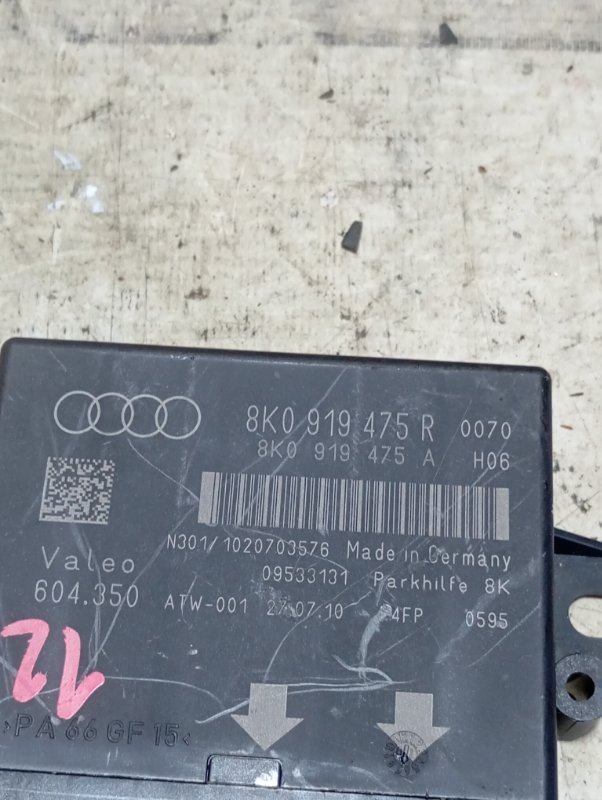 8K0 919 475 R 0070
8K0 919 475 A H06
N301/1020703576 Made in Germany
Valeo 09533131 Parkhilfe 8K
604.350 ATW-001 27.07.10 4FP 0595
12
>PA 66 GF 15<